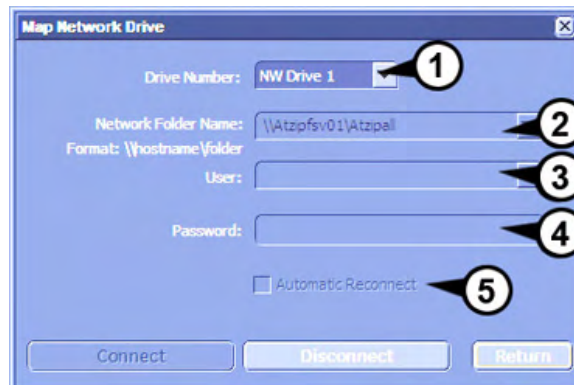 Map Network Drive
Drive Number: NW Drive 1 1
Network Folder Name: \\Atzipfsv01\Atzipall 2
Format: \\hostname\folder
User: 3
Password: 4
Automatic Reconnect 5
Connect Disconnect Return